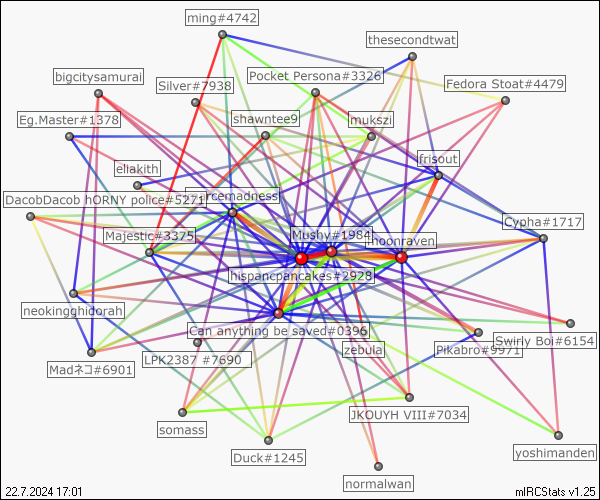 ming#4742
thesecondtwat
bigcitysamurai
Silver#7938
Pocket Persona#3326
Fedora Stoat#4479
Eg.Master#1378
shawntee9
mukszi
frisout
eliakith
DacobDacob hORNY police#5271
rcemadness
Cypha#1717
Majestic#3375
Mushy#1984
hoonraven
hispancpancakes#2928
neokingghidorah
Can anything be saved#0396
Madネコ#6901
LPK2387 #7690
zebula
Pikabro#9971
Swirly Boi#6154
JKOUYH VIII#7034
somass
Duck#1245
yoshimanden
normalwan
22.7.2024 17:01
mIRCStats v1.25